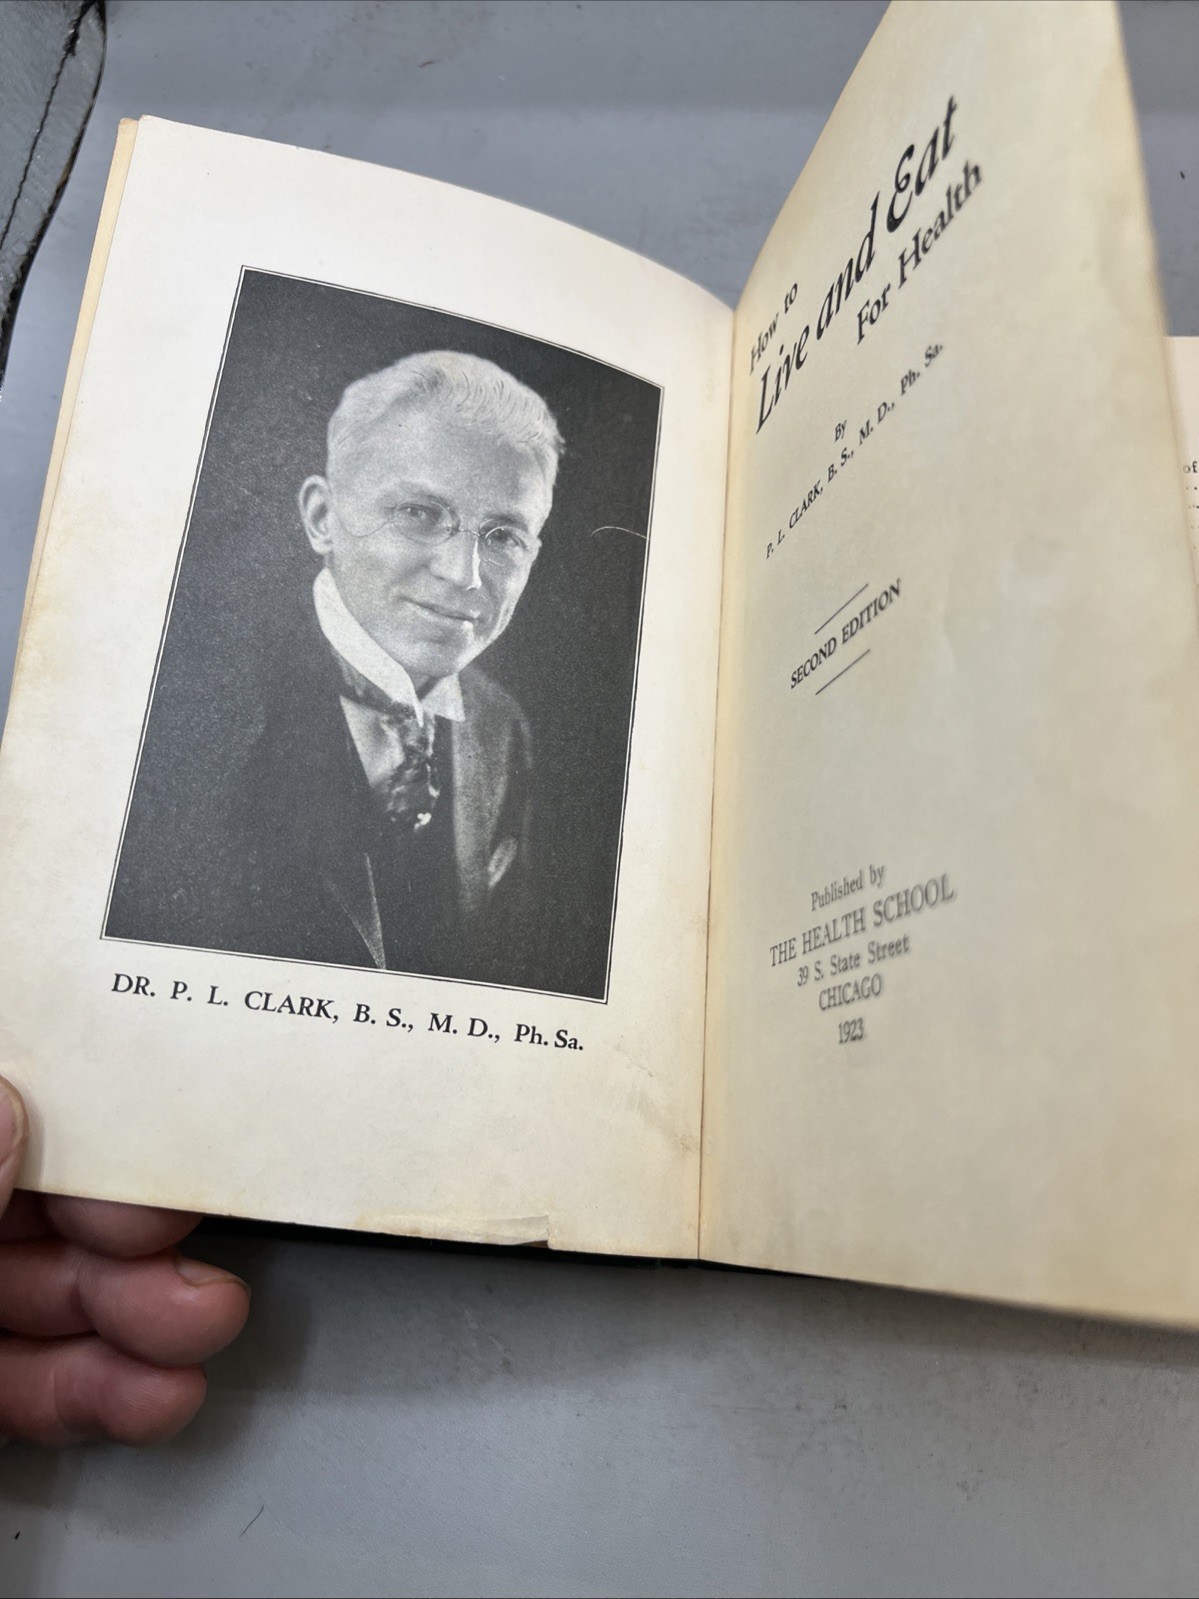 DR. P. L. CLARK, B. S., M. D., Ph. Sa.
How to
Live and Eat
For Health
By
P. L. CLARK, B. S., M. D., Ph. Sa.
SECOND EDITION
Published by
THE HEALTH SCHOOL
39 S. State Street
CHICAGO
1923
of